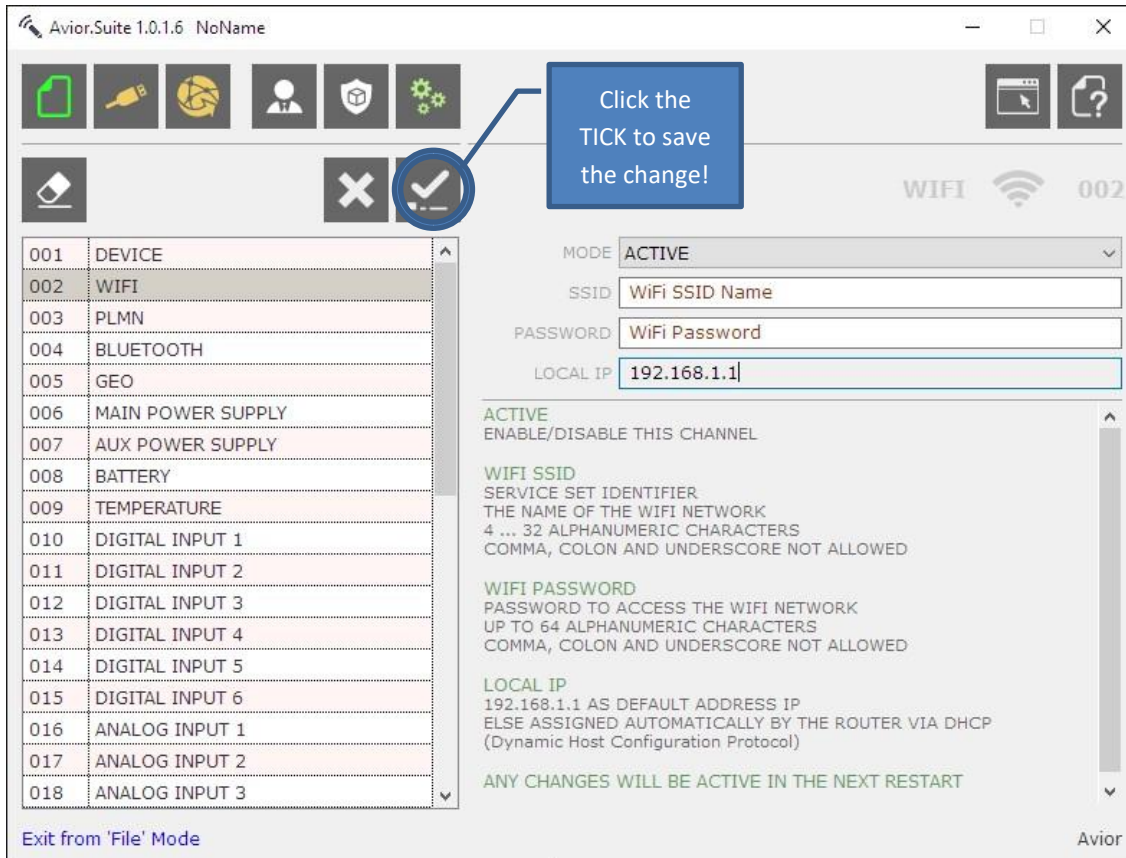 Avior.Suite 1.0.1.6 NoName
Click the
TICK to save
the change!
WIFI 002
001 DEVICE
002 WIFI
003 PLMN
004 BLUETOOTH
005 GEO
006 MAIN POWER SUPPLY
007 AUX POWER SUPPLY
008 BATTERY
009 TEMPERATURE
010 DIGITAL INPUT 1
011 DIGITAL INPUT 2
012 DIGITAL INPUT 3
013 DIGITAL INPUT 4
014 DIGITAL INPUT 5
015 DIGITAL INPUT 6
016 ANALOG INPUT 1
017 ANALOG INPUT 2
018 ANALOG INPUT 3
MODE ACTIVE
SSID WiFi SSID Name
PASSWORD WiFi Password
LOCAL IP 192.168.1.1
ACTIVE
ENABLE/DISABLE THIS CHANNEL
WIFI SSID
SERVICE SET IDENTIFIER
THE NAME OF THE WIFI NETWORK
4 ... 32 ALPHANUMERIC CHARACTERS
COMMA, COLON AND UNDERSCORE NOT ALLOWED
WIFI PASSWORD
PASSWORD TO ACCESS THE WIFI NETWORK
UP TO 64 ALPHANUMERIC CHARACTERS
COMMA, COLON AND UNDERSCORE NOT ALLOWED
LOCAL IP
192.168.1.1 AS DEFAULT ADDRESS IP
ELSE ASSIGNED AUTOMATICALLY BY THE ROUTER VIA DHCP
(Dynamic Host Configuration Protocol)
ANY CHANGES WILL BE ACTIVE IN THE NEXT RESTART
Exit from 'File' Mode
Avior